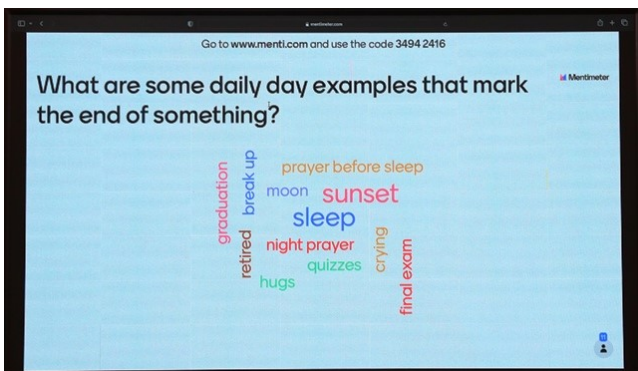 mentimeter.com
Go to www.menti.com and use the code 3494 2416
Mentimeter
What are some daily day examples that mark
the end of something?
graduation
break up
prayer before sleep
moon
sunset
sleep
retired
night prayer
crying
quizzes
final exam
hugs